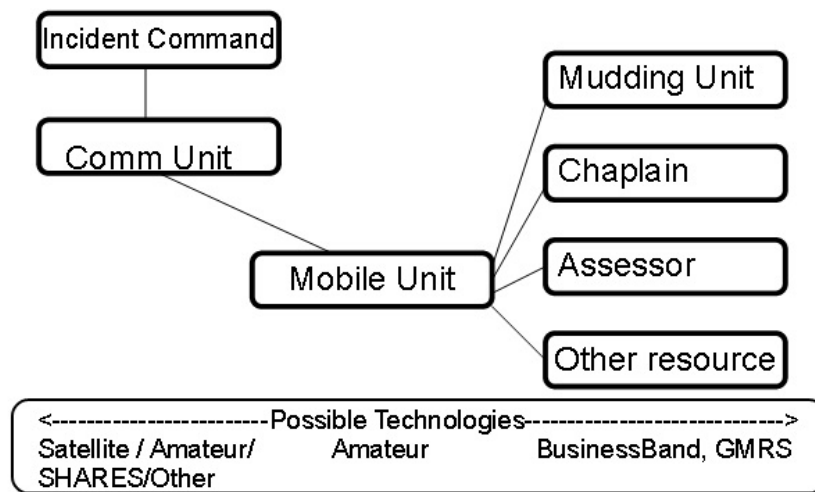 Incident Command
Comm Unit
Mobile Unit
Mudding Unit
Chaplain
Assessor
Other resource
<------------------------Possible Technologies----------------------------->
Satellite / Amateur/ Amateur BusinessBand, GMRS
SHARES/Other